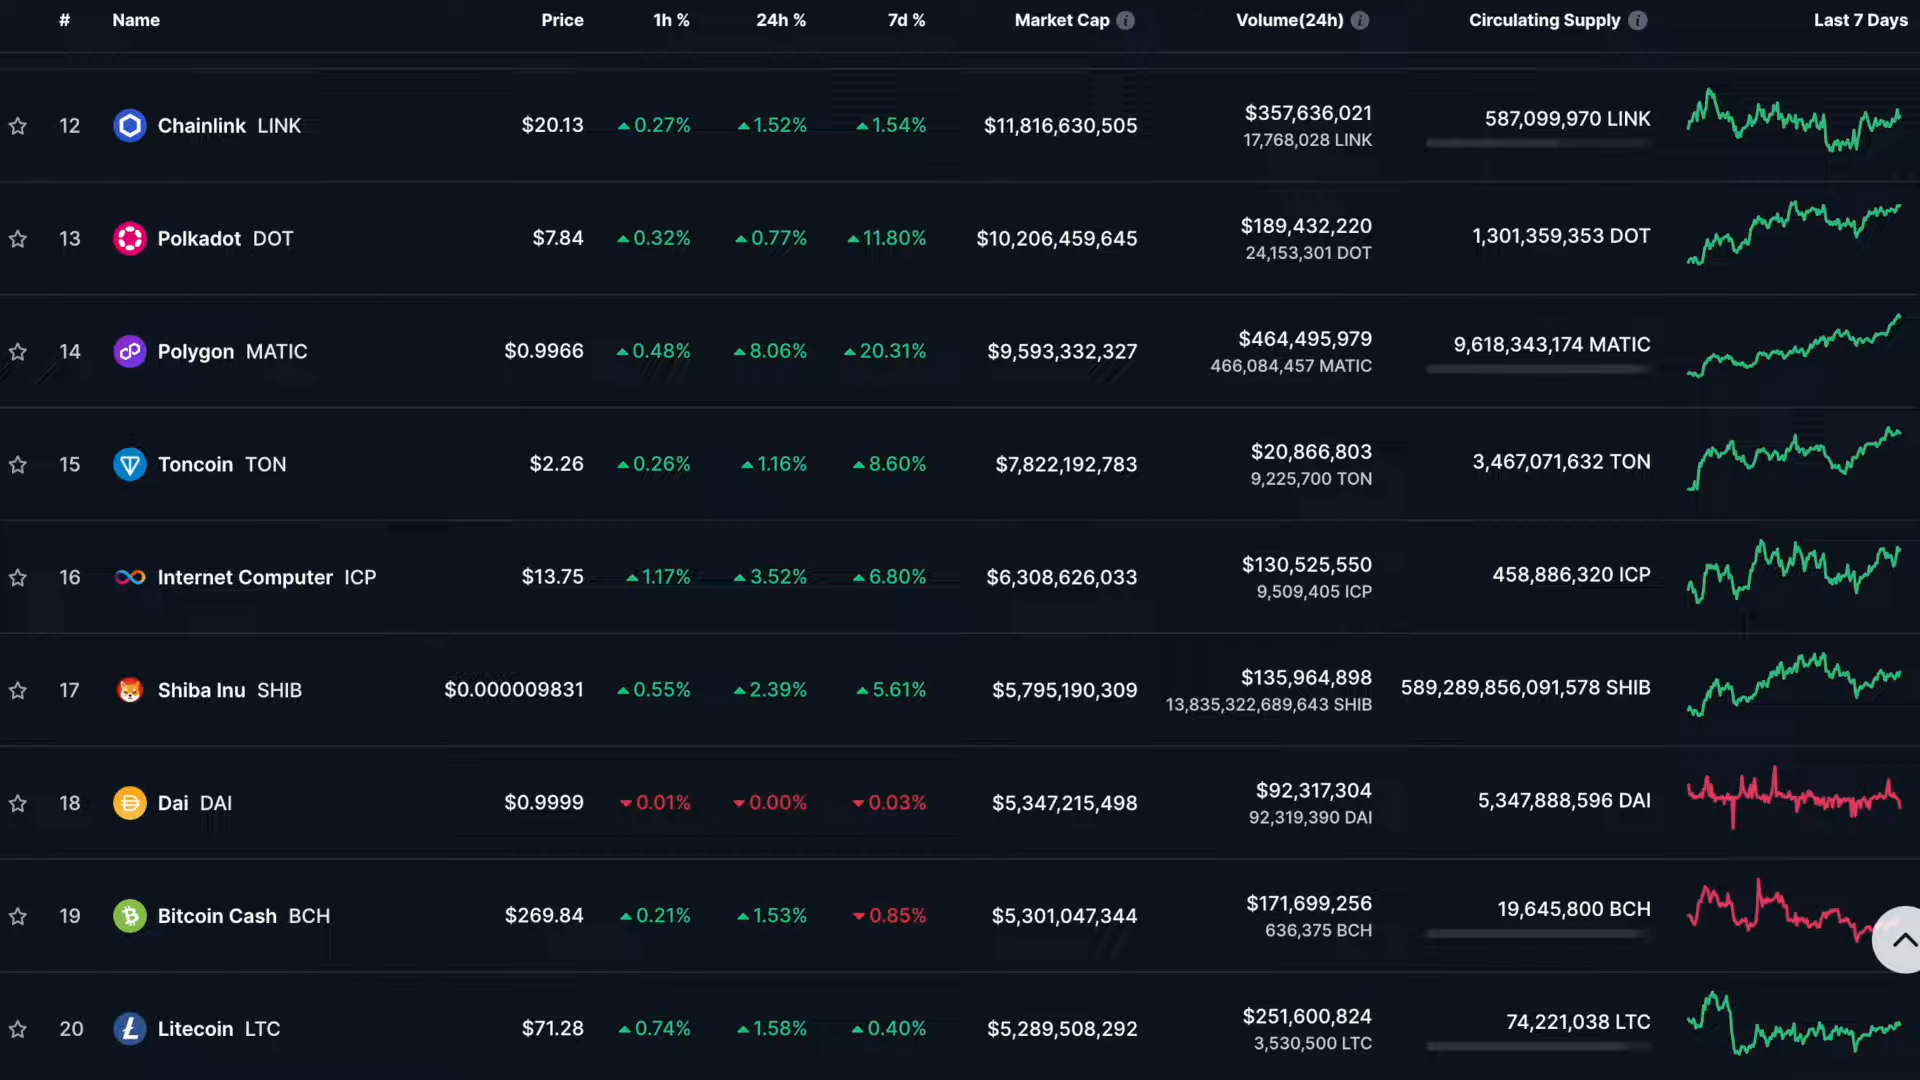 # Name Price 1h % 24h % 7d % Market Cap Volume(24h) Circulating Supply Last 7 Days
12 Chainlink LINK $20.13 0.27% 1.52% 1.54% $11,816,630,505 $357,636,021 587,099,970 LINK
17,768,028 LINK
13 Polkadot DOT $7.84 0.32% 0.77% 11.80% $10,206,459,645 $189,432,220 1,301,359,353 DOT
24,153,301 DOT
14 Polygon MATIC $0.9966 0.48% 8.06% 20.31% $9,593,332,327 $464,495,979 9,618,343,174 MATIC
466,084,457 MATIC
15 Toncoin TON $2.26 0.26% 1.16% 8.60% $7,822,192,783 $20,866,803 3,467,071,632 TON
9,225,700 TON
16 Internet Computer ICP $13.75 1.17% 3.52% 6.80% $6,308,626,033 $130,525,550 458,886,320 ICP
9,509,405 ICP
17 Shiba Inu SHIB $0.000009831 0.55% 2.39% 5.61% $5,795,190,309 $135,964,898 589,289,856,091,578 SHIB
13,835,322,689,643 SHIB
18 Dai DAI $0.9999 0.01% 0.00% 0.03% $5,347,215,498 $92,317,304 5,347,888,596 DAI
92,319,390 DAI
19 Bitcoin Cash BCH $269.84 0.21% 1.53% 0.85% $5,301,047,344 $171,699,256 19,645,800 BCH
636,375 BCH
20 Litecoin LTC $71.28 0.74% 1.58% 0.40% $5,289,508,292 $251,600,824 74,221,038 LTC
3,530,500 LTC